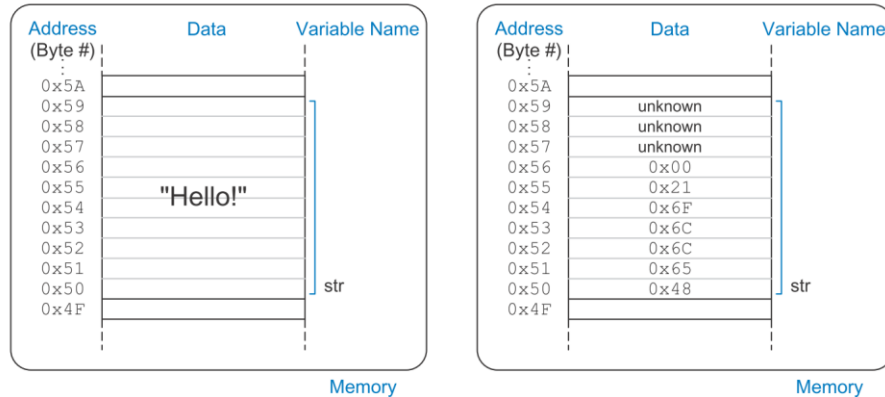 Address Data Variable Name
(Byte #)
:
0x5A
0x59
0x58
0x57
0x56
0x55
0x54
0x53
0x52
0x51
0x50
0x4F
"Hello!"
str
Memory
Address Data Variable Name
(Byte #)
:
0x5A
0x59 unknown
0x58 unknown
0x57 unknown
0x56 0x00
0x55 0x21
0x54 0x6F
0x53 0x6C
0x52 0x6C
0x51 0x65
0x50 0x48 str
0x4F
Memory